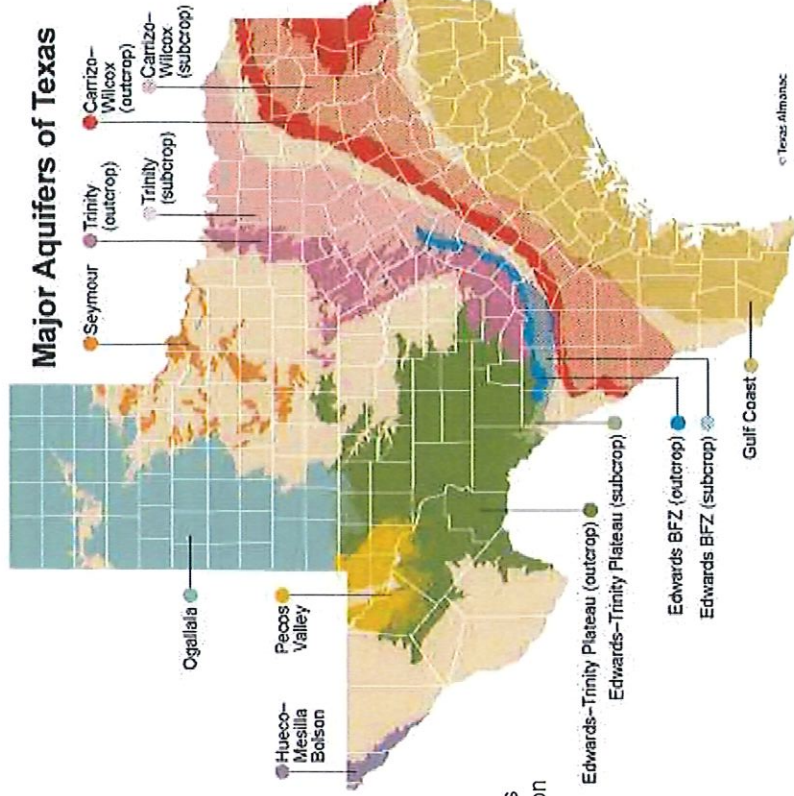 Major Aquifers of Texas
Carrizo–
Wilcox
(outcrop)
Carrizo–
Wilcox
(subcrop)
Trinity
(outcrop)
Trinity
(subcrop)
Seymour
Ogallala
Pecos
Valley
Hueco–
Mesilla
Bolson
Edwards–Trinity Plateau (outcrop)
Edwards–Trinity Plateau (subcrop)
Edwards BFZ (outcrop)
Edwards BFZ (subcrop)
Gulf Coast
© Texas Almanac
s
on